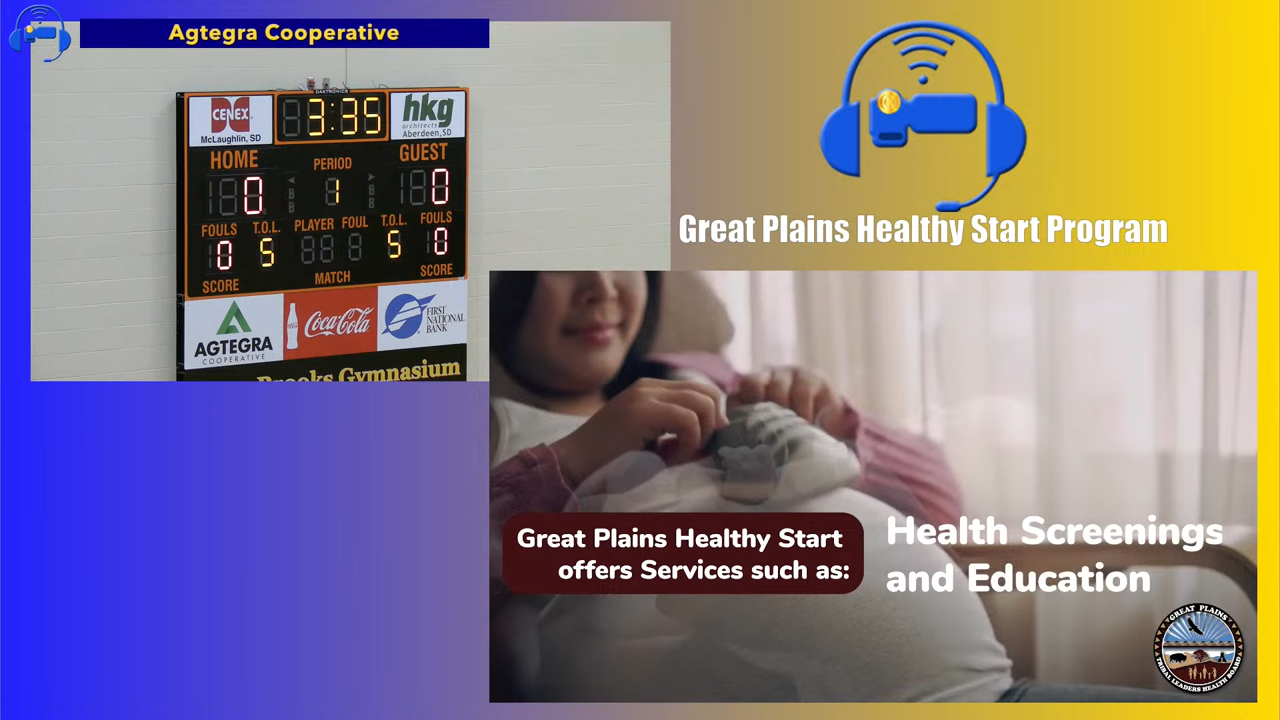 Agtegra Cooperative
DAKTRONICS
CENEX
McLaughlin, SD
3:35
hkg
architects
Aberdeen, SD
HOME
PERIOD
GUEST
0
1
0
FOULS
T.O.L.
PLAYER
FOUL
T.O.L.
FOULS
0
5
5
0
SCORE
MATCH
SCORE
AGTEGRA
COOPERATIVE
Coca-Cola
FIRST
NATIONAL
BANK
Brooks Gymnasium
Great Plains Healthy Start Program
Great Plains Healthy Start
offers Services such as:
Health Screenings
and Education
GREAT PLAINS
TRIBAL LEADERS HEALTH BOARD